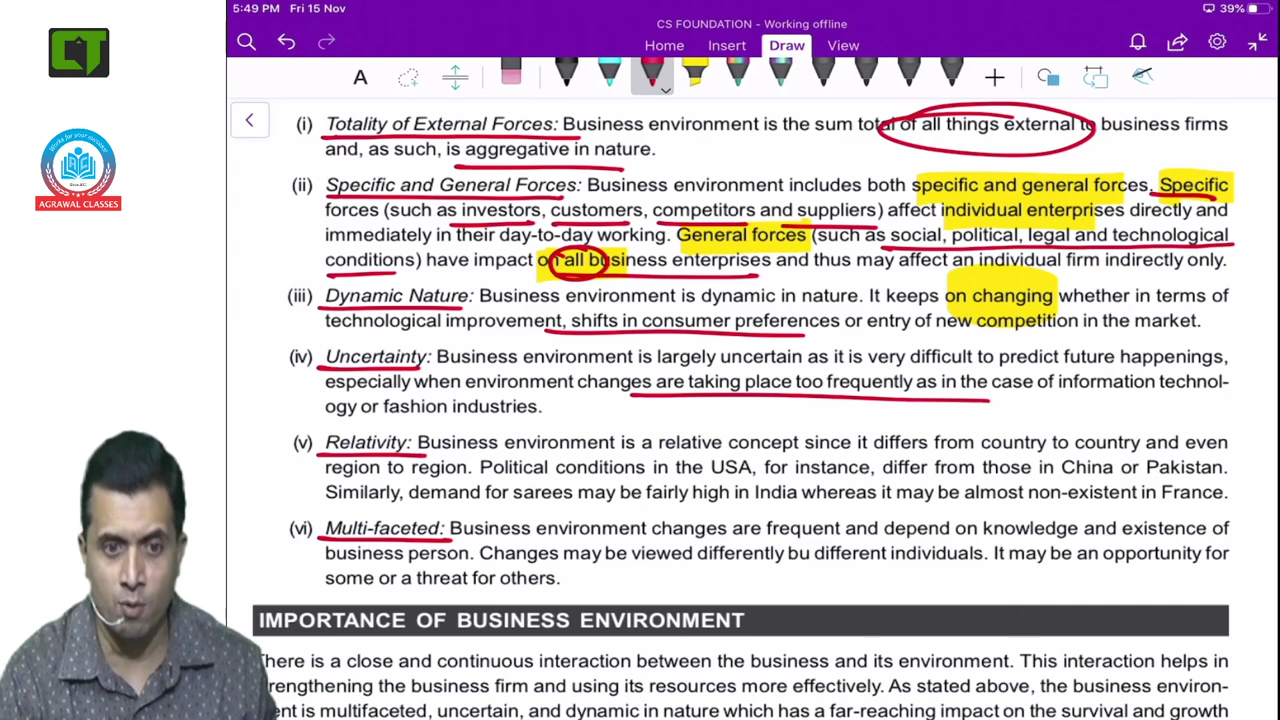 5:49 PM Fri 15 Nov
39%
CS FOUNDATION - Working offline
Home Insert Draw View
A
CT
Works for your success
AGRAWAL CLASSES
(i) Totality of External Forces: Business environment is the sum total of all things external to business firms
and, as such, is aggregative in nature.
(ii) Specific and General Forces: Business environment includes both specific and general forces. Specific
forces (such as investors, customers, competitors and suppliers) affect individual enterprises directly and
immediately in their day-to-day working. General forces (such as social, political, legal and technological
conditions) have impact on all business enterprises and thus may affect an individual firm indirectly only.
(iii) Dynamic Nature: Business environment is dynamic in nature. It keeps on changing whether in terms of
technological improvement, shifts in consumer preferences or entry of new competition in the market.
(iv) Uncertainty: Business environment is largely uncertain as it is very difficult to predict future happenings,
especially when environment changes are taking place too frequently as in the case of information technol-
ogy or fashion industries.
(v) Relativity: Business environment is a relative concept since it differs from country to country and even
region to region. Political conditions in the USA, for instance, differ from those in China or Pakistan.
Similarly, demand for sarees may be fairly high in India whereas it may be almost non-existent in France.
(vi) Multi-faceted: Business environment changes are frequent and depend on knowledge and existence of
business person. Changes may be viewed differently bu different individuals. It may be an opportunity for
some or a threat for others.
IMPORTANCE OF BUSINESS ENVIRONMENT
There is a close and continuous interaction between the business and its environment. This interaction helps in
strengthening the business firm and using its resources more effectively. As stated above, the business environ-
ment is multifaceted, uncertain, and dynamic in nature which has a far-reaching impact on the survival and growth